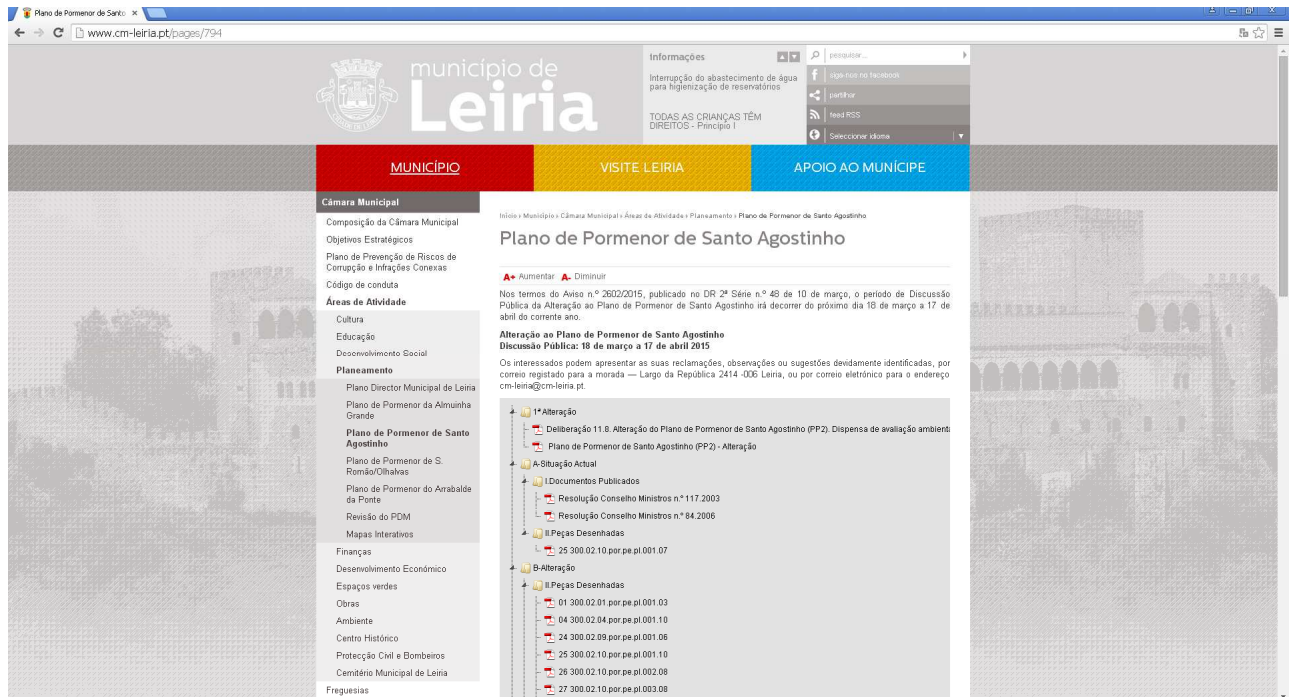 Plano de Pormenor de Santo
www.cm-leiria.pt/pages/794
município de
Leiria
CIDADE DE LEIRIA
Informações
Interrupção do abastecimento de água
para higienização de reservatórios
TODAS AS CRIANÇAS TÊM
DIREITOS - Princípio I
pesquisar...
siga-nos no facebook
partilhar
feed RSS
Seleccionar idioma
MUNICÍPIO
VISITE LEIRIA
APOIO AO MUNÍCIPE
Câmara Municipal
Composição da Câmara Municipal
Objetivos Estratégicos
Plano de Prevenção de Riscos de
Corrupção e Infrações Conexas
Código de conduta
Áreas de Atividade
Cultura
Educação
Desenvolvimento Social
Planeamento
Plano Director Municipal de Leiria
Plano de Pormenor da Almuinha
Grande
Plano de Pormenor de Santo
Agostinho
Plano de Pormenor de S.
Romão/Olhalvas
Plano de Pormenor do Arrabalde
da Ponte
Revisão do PDM
Mapas Interativos
Finanças
Desenvolvimento Económico
Espaços verdes
Obras
Ambiente
Centro Histórico
Protecção Civil e Bombeiros
Cemitério Municipal de Leiria
Freguesias
Início › Município › Câmara Municipal › Áreas de Atividade › Planeamento › Plano de Pormenor de Santo Agostinho
Plano de Pormenor de Santo Agostinho
A+ Aumentar A- Diminuir
Nos termos do Aviso n.º 2602/2015, publicado no DR 2ª Série n.º 48 de 10 de março, o período de Discussão
Pública da Alteração ao Plano de Pormenor de Santo Agostinho irá decorrer do próximo dia 18 de março a 17 de
abril do corrente ano.
Alteração ao Plano de Pormenor de Santo Agostinho
Discussão Pública: 18 de março a 17 de abril 2015
Os interessados podem apresentar as suas reclamações, observações ou sugestões devidamente identificadas, por
correio registado para a morada — Largo da República 2414 -006 Leiria, ou por correio eletrónico para o endereço
cm-leiria@cm-leiria.pt.
1ª Alteração
Deliberação 11.8. Alteração do Plano de Pormenor de Santo Agostinho (PP2). Dispensa de avaliação ambienta
Plano de Pormenor de Santo Agostinho (PP2) - Alteração
A-Situação Actual
I.Documentos Publicados
Resolução Conselho Ministros n.º 117.2003
Resolução Conselho Ministros n.º 84.2006
II.Peças Desenhadas
25 300.02.10.por.pe.pl.001.07
B-Alteração
II.Peças Desenhadas
01 300.02.01.por.pe.pl.001.03
04 300.02.04.por.pe.pl.001.10
24 300.02.09.por.pe.pl.001.06
25 300.02.10.por.pe.pl.001.10
26 300.02.10.por.pe.pl.002.08
27 300.02.10.por.pe.pl.003.08